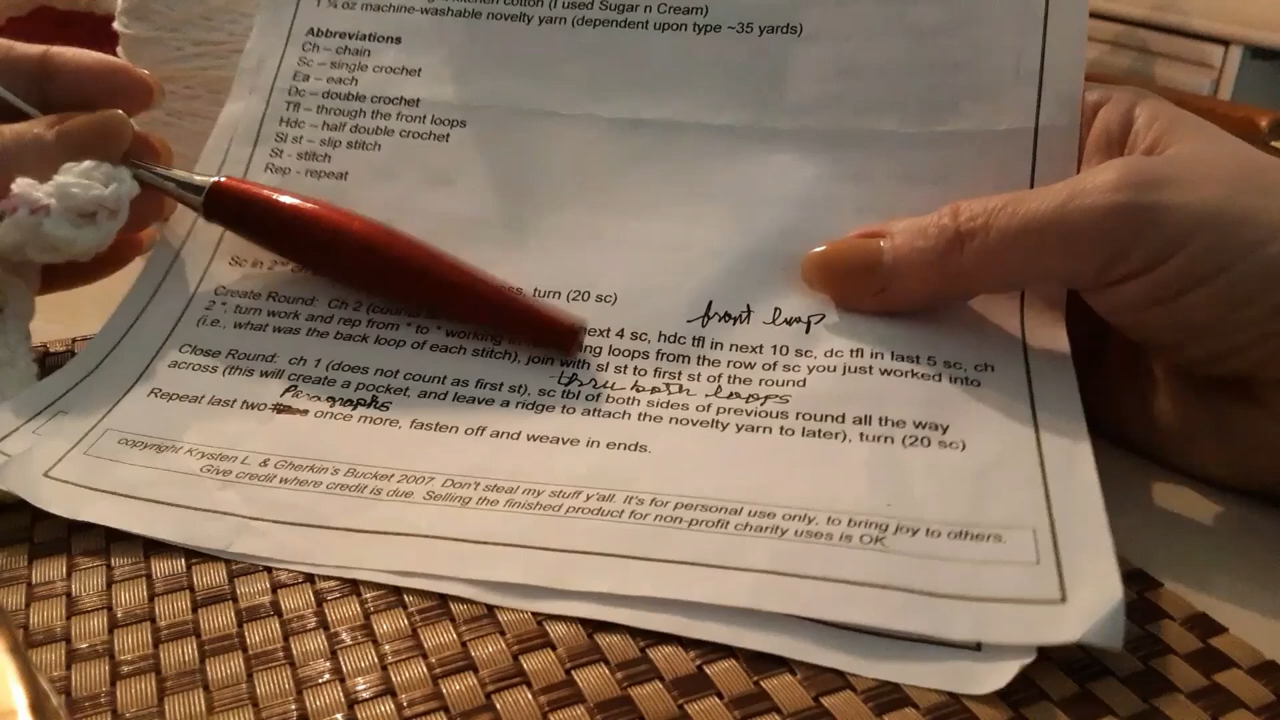 kitchen cotton (I used Sugar n Cream)
1 ¼ oz machine-washable novelty yarn (dependent upon type ~35 yards)
Abbreviations
Ch – chain
Sc – single crochet
Ea – each
Dc – double crochet
Tfl – through the front loops
Hdc – half double crochet
Sl st – slip stitch
St - stitch
Rep - repeat
Sc in 2nd turn (20 sc)
front loop
Create Round: Ch 2 next 4 sc, hdc tfl in next 10 sc, dc tfl in last 5 sc, ch
2 *, turn work and rep from * to * working loops from the row of sc you just worked into
(i.e., what was the back loop of each stitch), join with sl st to first st of the round
thru both loops
Close Round: ch 1 (does not count as first st), sc tbl of both sides of previous round all the way
across (this will create a pocket, and leave a ridge to attach the novelty yarn to later), turn (20 sc)
Paragraphs
Repeat last two once more, fasten off and weave in ends.
copyright Krysten L. & Gherkin's Bucket 2007. Don't steal my stuff y'all. It's for personal use only, to bring joy to others.
Give credit where credit is due. Selling the finished product for non-profit charity uses is OK.